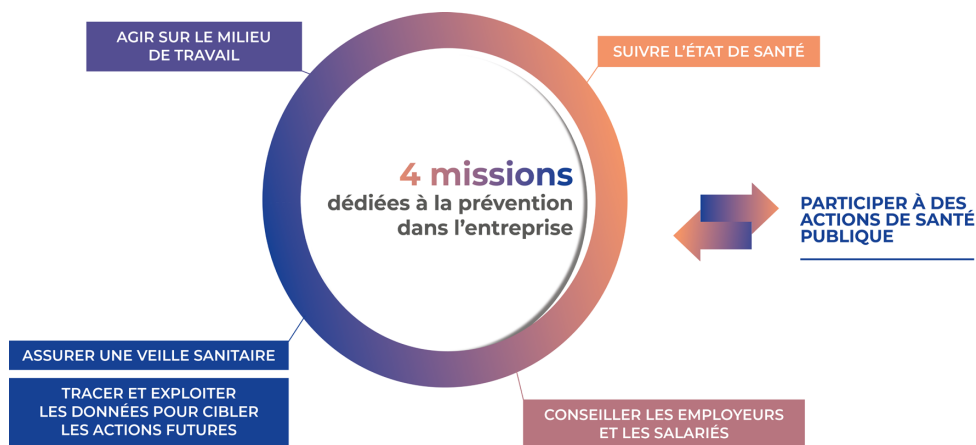 AGIR SUR LE MILIEU
DE TRAVAIL
SUIVRE L'ÉTAT DE SANTÉ
4 missions
dédiées à la prévention
dans l'entreprise
PARTICIPER À DES
ACTIONS DE SANTÉ
PUBLIQUE
ASSURER UNE VEILLE SANITAIRE
TRACER ET EXPLOITER
LES DONNÉES POUR CIBLER
LES ACTIONS FUTURES
CONSEILLER LES EMPLOYEURS
ET LES SALARIÉS